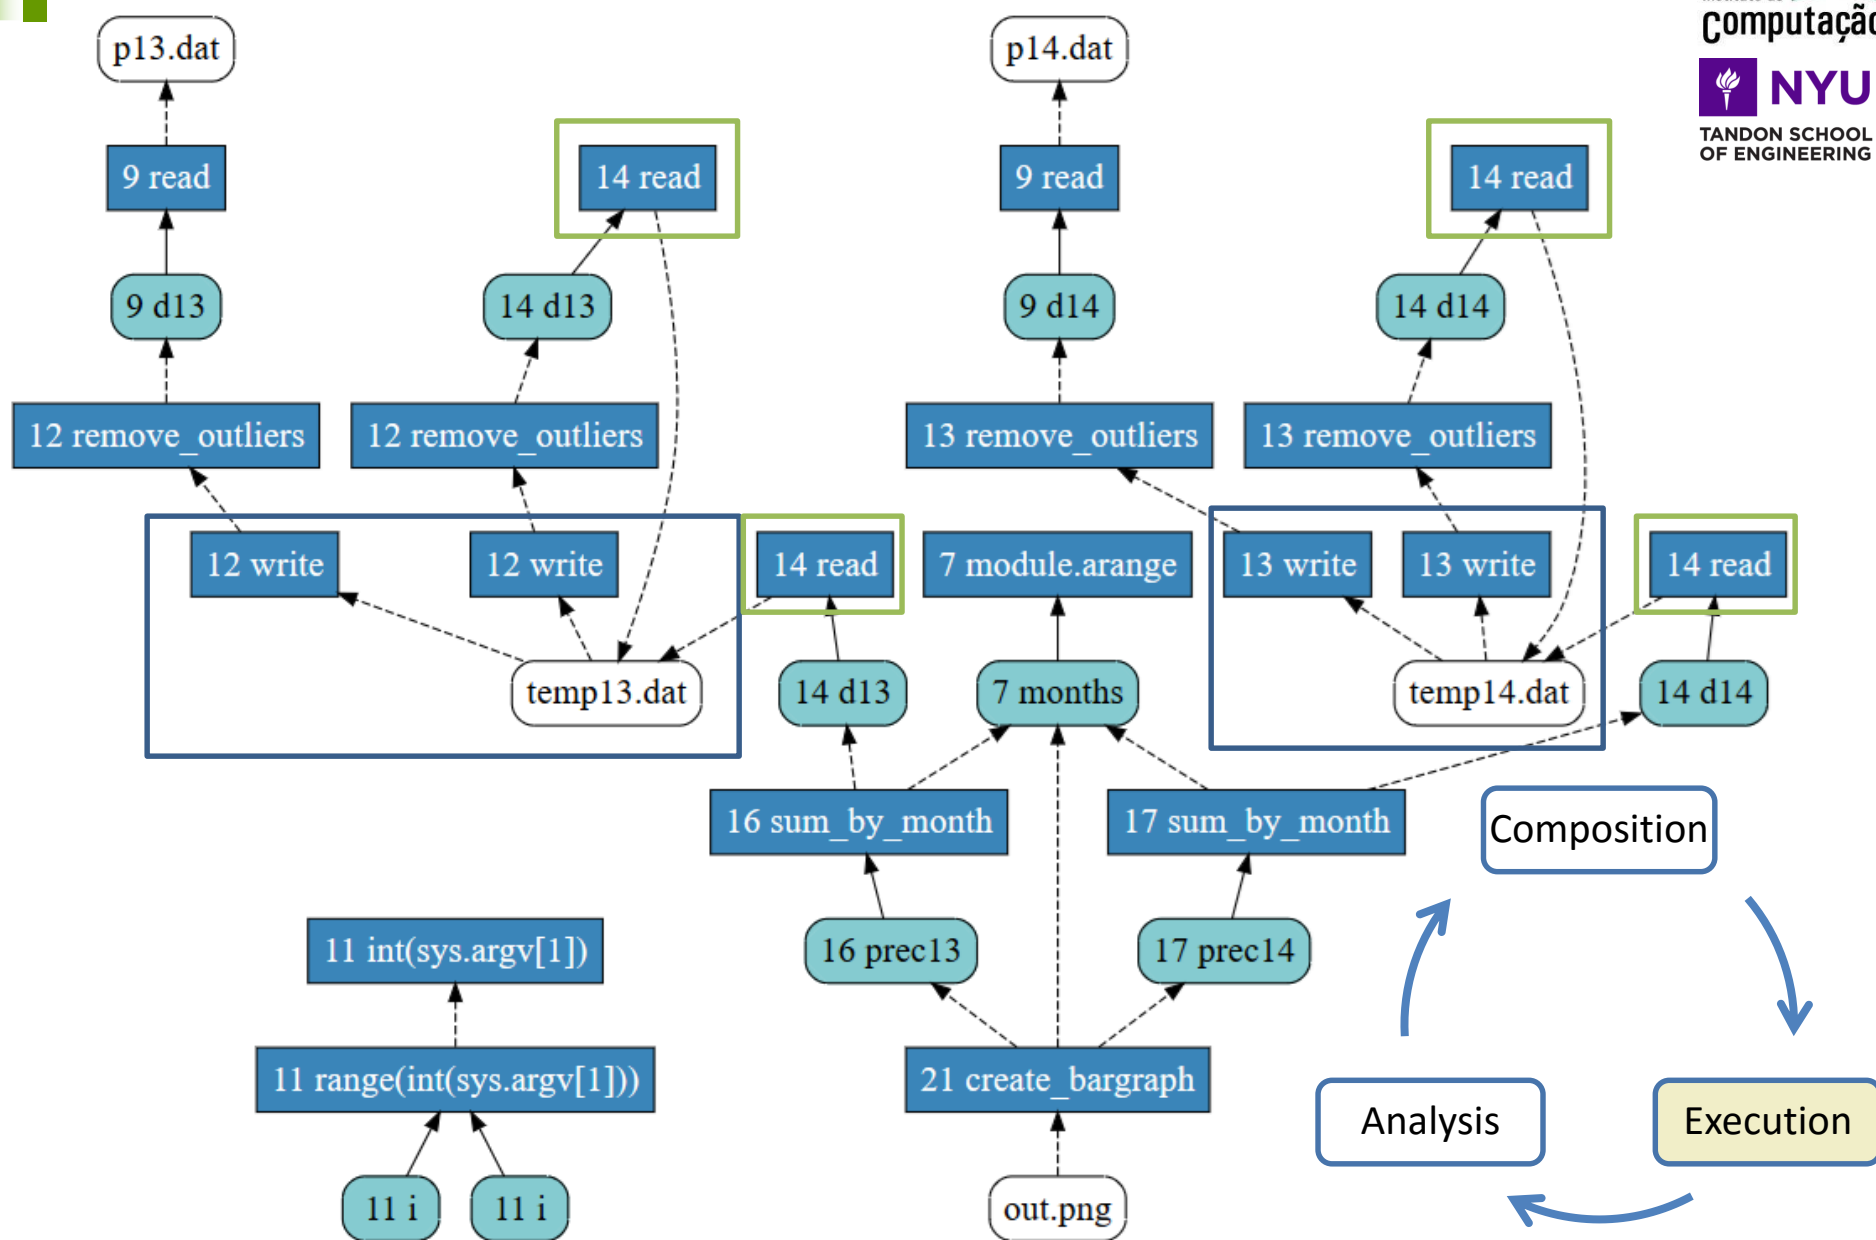 computação
NYU
TANDON SCHOOL
OF ENGINEERING
p13.dat
p14.dat
9 read
14 read
9 read
14 read
9 d13
14 d13
9 d14
14 d14
12 remove_outliers
12 remove_outliers
13 remove_outliers
13 remove_outliers
12 write
12 write
14 read
7 module.arange
13 write
13 write
14 read
temp13.dat
14 d13
7 months
temp14.dat
14 d14
16 sum_by_month
17 sum_by_month
Composition
11 int(sys.argv[1])
16 prec13
17 prec14
11 range(int(sys.argv[1]))
21 create_bargraph
Analysis
Execution
11 i
11 i
out.png